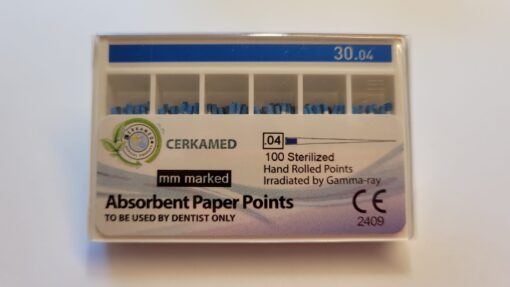 30.04
CERKAMED
.04
100 Sterilized
Hand Rolled Points
Irradiated by Gamma-ray
mm marked
Absorbent Paper Points
TO BE USED BY DENTIST ONLY
CE
2409